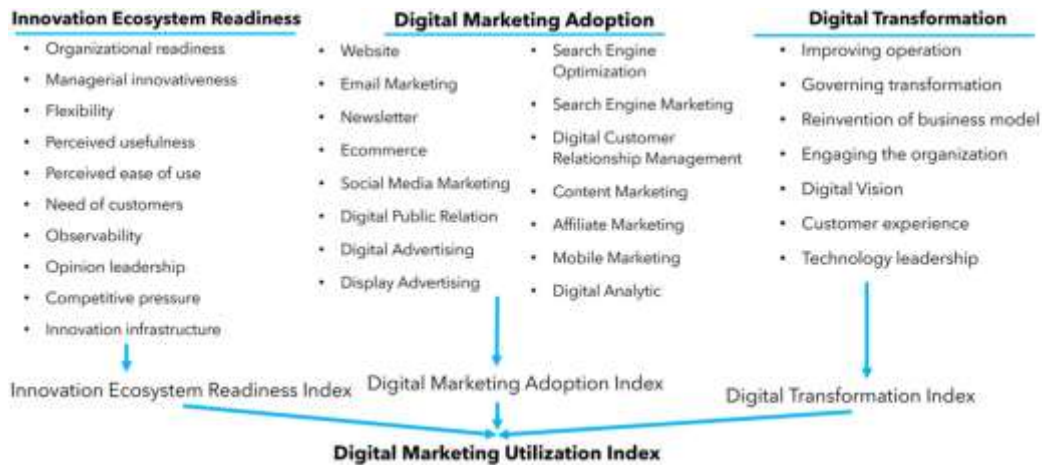 Innovation Ecosystem Readiness
• Organizational readiness
• Managerial innovativeness
• Flexibility
• Perceived usefulness
• Perceived ease of use
• Need of customers
• Observability
• Opinion leadership
• Competitive pressure
• Innovation infrastructure
Innovation Ecosystem Readiness Index
Digital Marketing Adoption
• Website
• Email Marketing
• Newsletter
• Ecommerce
• Social Media Marketing
• Digital Public Relation
• Digital Advertising
• Display Advertising
• Search Engine
Optimization
• Search Engine Marketing
• Digital Customer
Relationship Management
• Content Marketing
• Affiliate Marketing
• Mobile Marketing
• Digital Analytic
Digital Marketing Adoption Index
Digital Transformation
• Improving operation
• Governing transformation
• Reinvention of business model
• Engaging the organization
• Digital Vision
• Customer experience
• Technology leadership
Digital Transformation Index
Digital Marketing Utilization Index